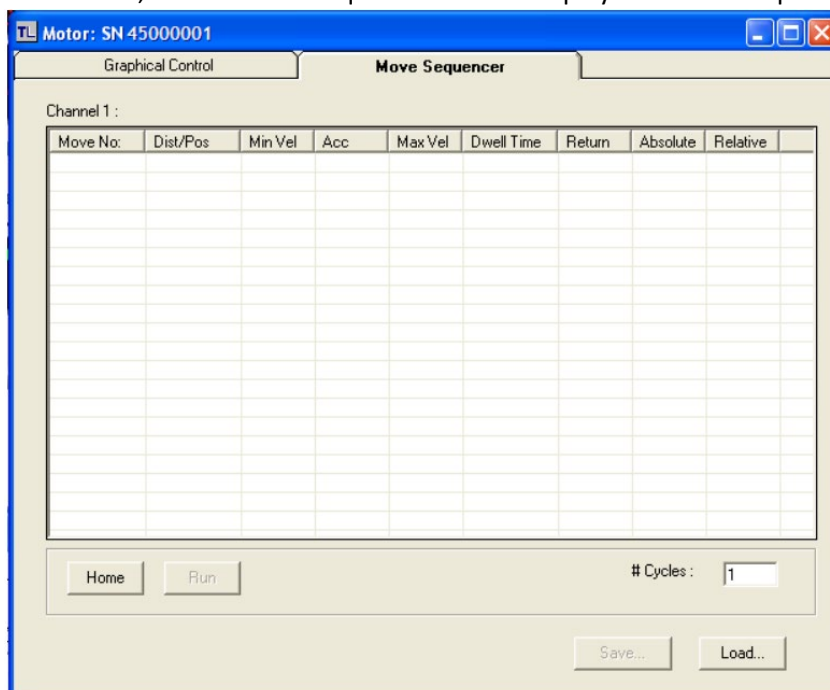 TL Motor: SN 45000001
Graphical Control Move Sequencer
Channel 1 :
Move No: Dist/Pos Min Vel Acc Max Vel Dwell Time Return Absolute Relative
Home Run # Cycles : 1
Save... Load...